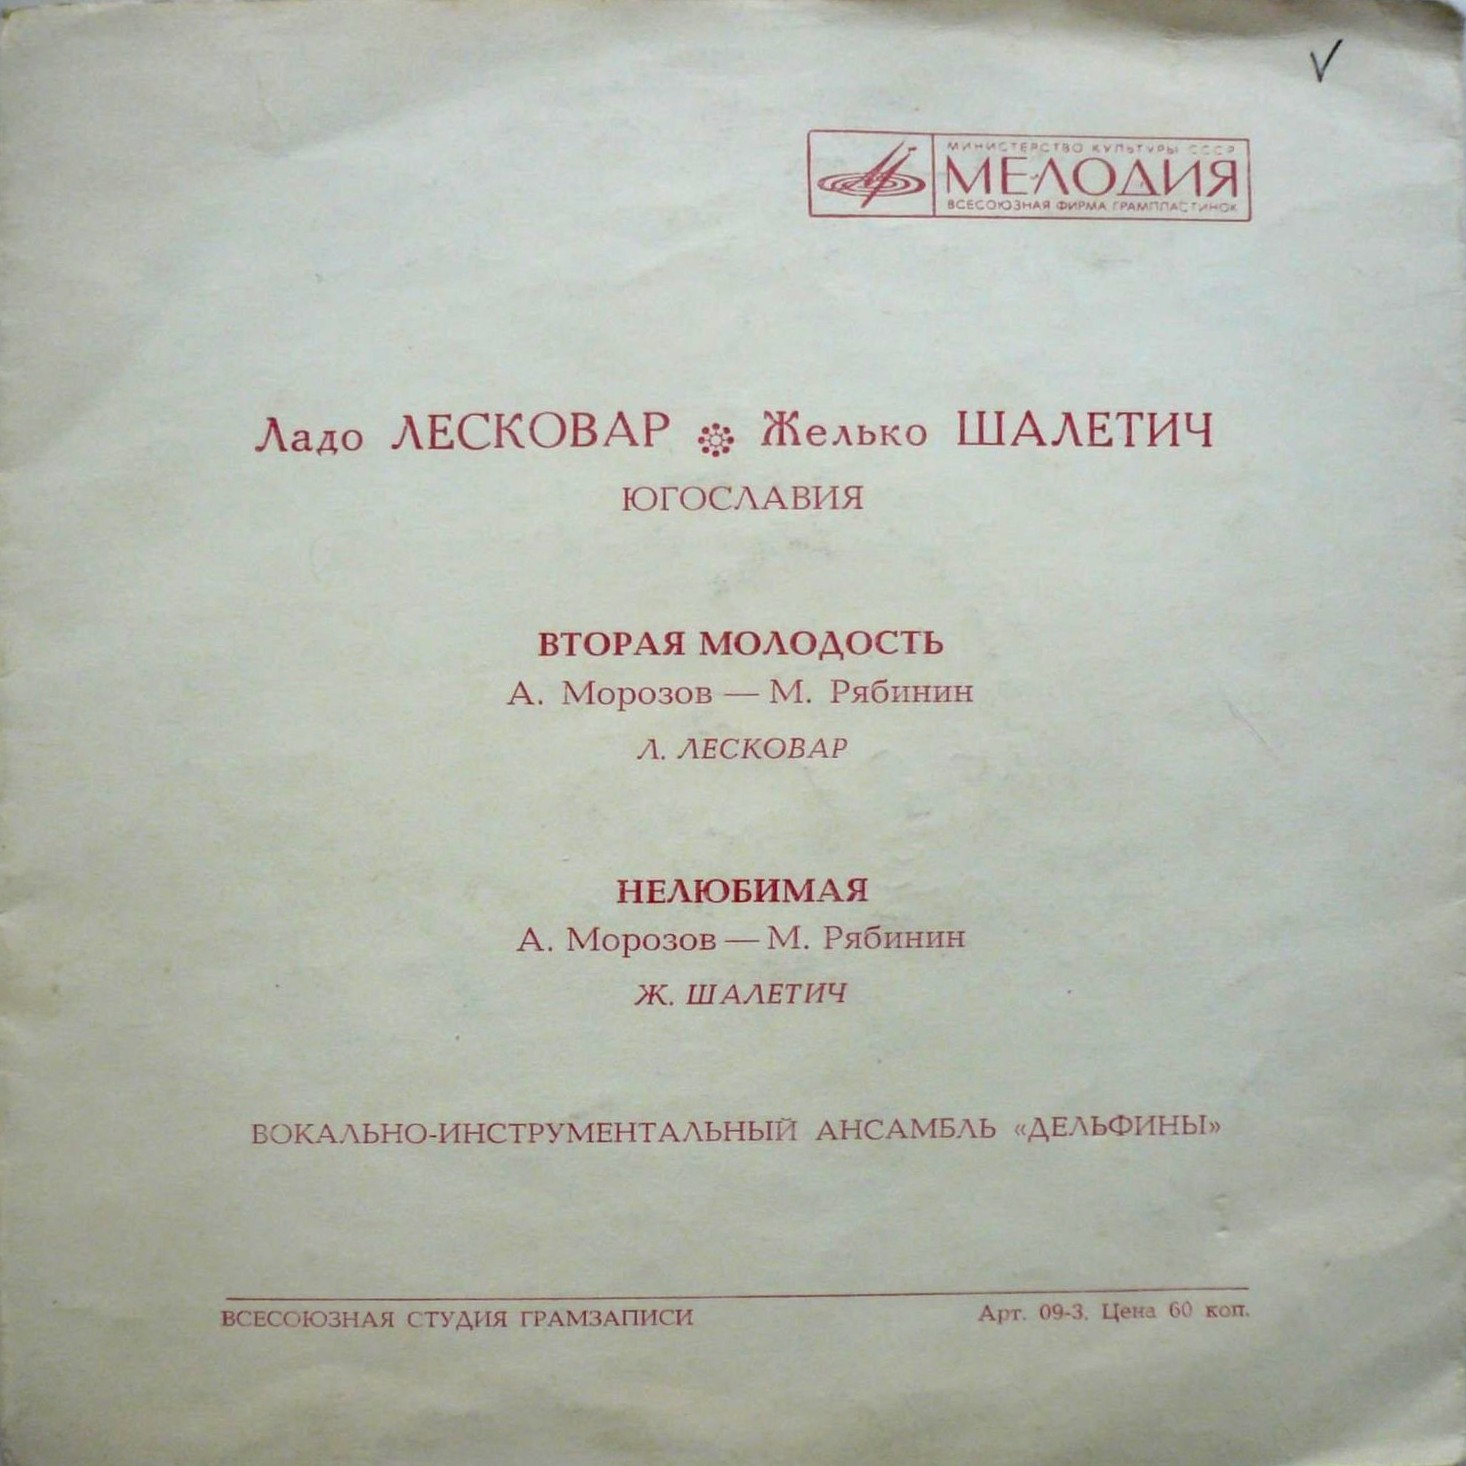 МИНИСТЕРСТВО КУЛЬТУРЫ СССР
МЕЛОДИЯ
ВСЕСОЮЗНАЯ ФИРМА ГРАМПЛАСТИНОК
Ладо ЛЕСКОВАР Желько ШАЛЕТИЧ
ЮГОСЛАВИЯ
ВТОРАЯ МОЛОДОСТЬ
А. Морозов — М. Рябинин
Л. ЛЕСКОВАР
НЕЛЮБИМАЯ
А. Морозов — М. Рябинин
Ж. ШАЛЕТИЧ
ВОКАЛЬНО-ИНСТРУМЕНТАЛЬНЫЙ АНСАМБЛЬ «ДЕЛЬФИНЫ»
ВСЕСОЮЗНАЯ СТУДИЯ ГРАМЗАПИСИ
Арт. 09-3. Цена 60 коп.